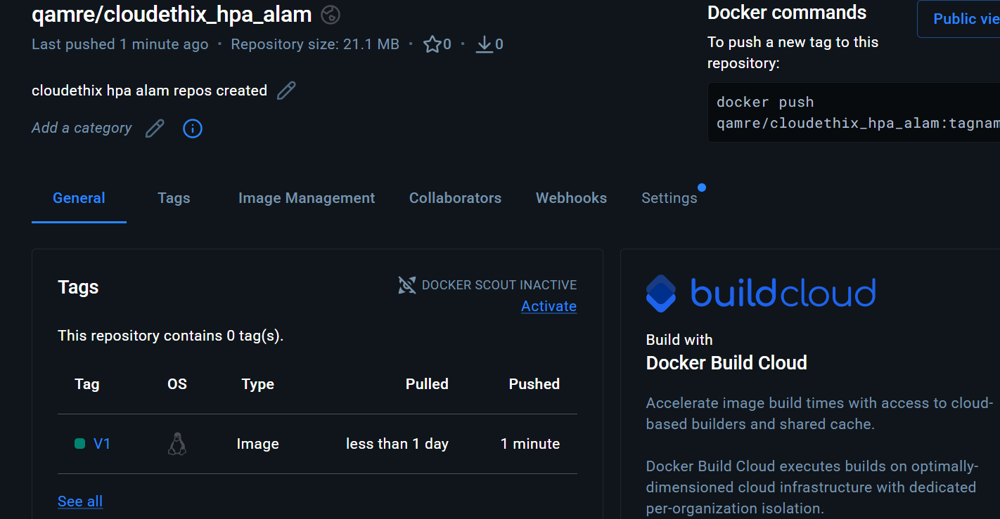 qamre/cloudethix_hpa_alam
Last pushed 1 minute ago • Repository size: 21.1 MB • 0 • 0
cloudethix hpa alam repos created
Add a category
Docker commands
Public vie
To push a new tag to this
repository:
docker push
qamre/cloudethix_hpa_alam:tagnam
General Tags Image Management Collaborators Webhooks Settings
Tags
DOCKER SCOUT INACTIVE
Activate
This repository contains 0 tag(s).
Tag OS Type Pulled Pushed
V1 Image less than 1 day 1 minute
See all
buildcloud
Build with
Docker Build Cloud
Accelerate image build times with access to cloud-
based builders and shared cache.
Docker Build Cloud executes builds on optimally-
dimensioned cloud infrastructure with dedicated
per-organization isolation.